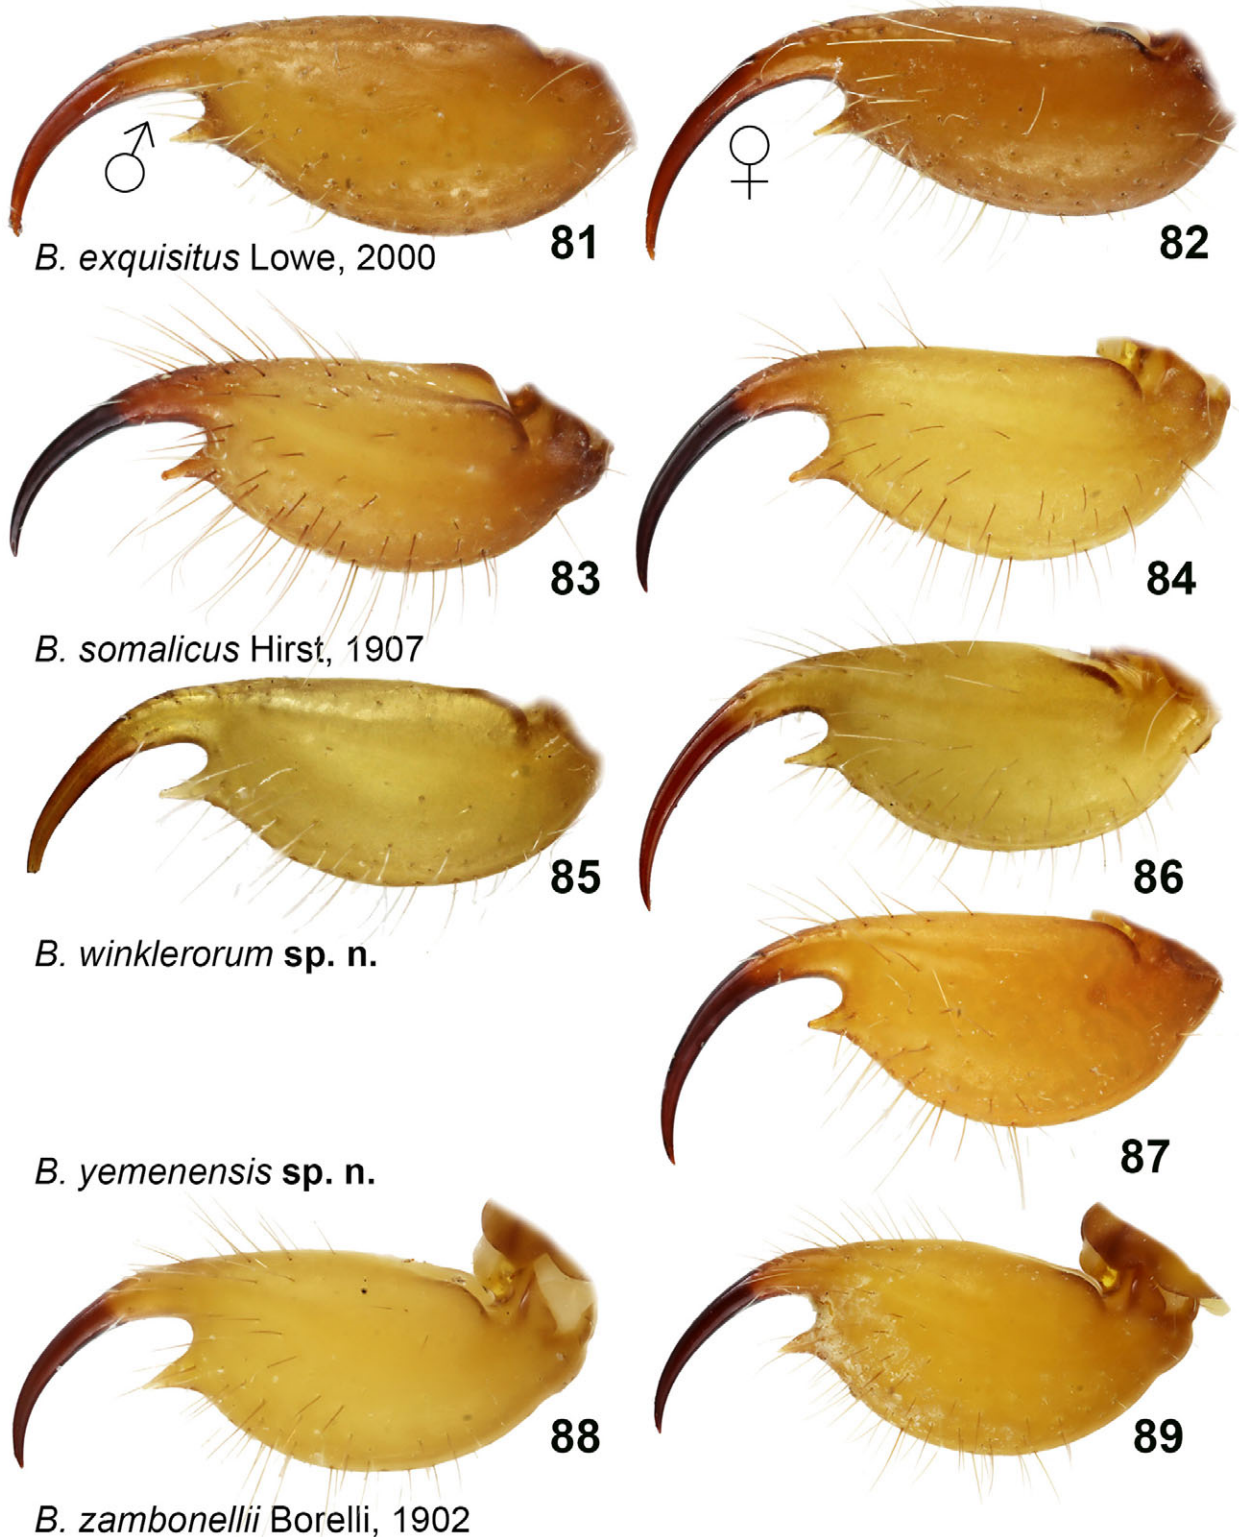 ♂
♀
81
82
B. exquisitus Lowe, 2000
83
84
B. somalicus Hirst, 1907
85
86
B. winklerorum sp. n.
87
B. yemenensis sp. n.
88
89
B. zambonellii Borelli, 1902